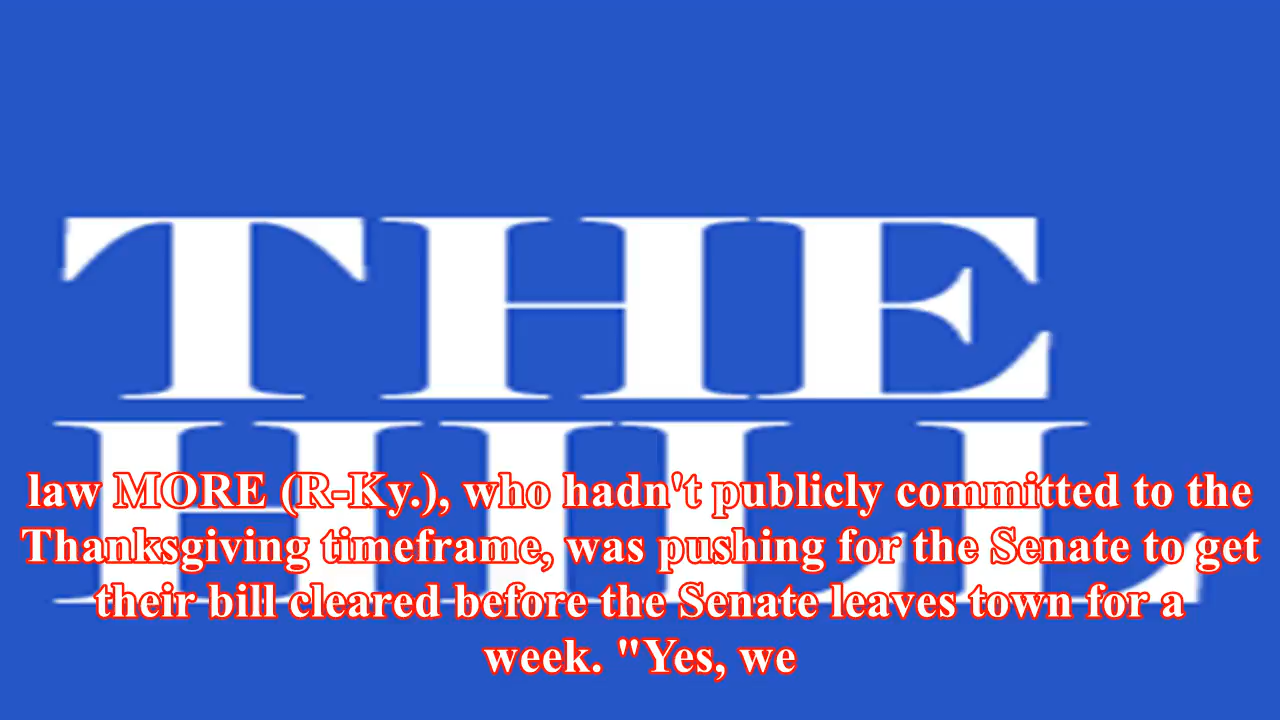 THE
HILL
law MORE (R-Ky.), who hadn't publicly committed to the
Thanksgiving timeframe, was pushing for the Senate to get
their bill cleared before the Senate leaves town for a
week. "Yes, we